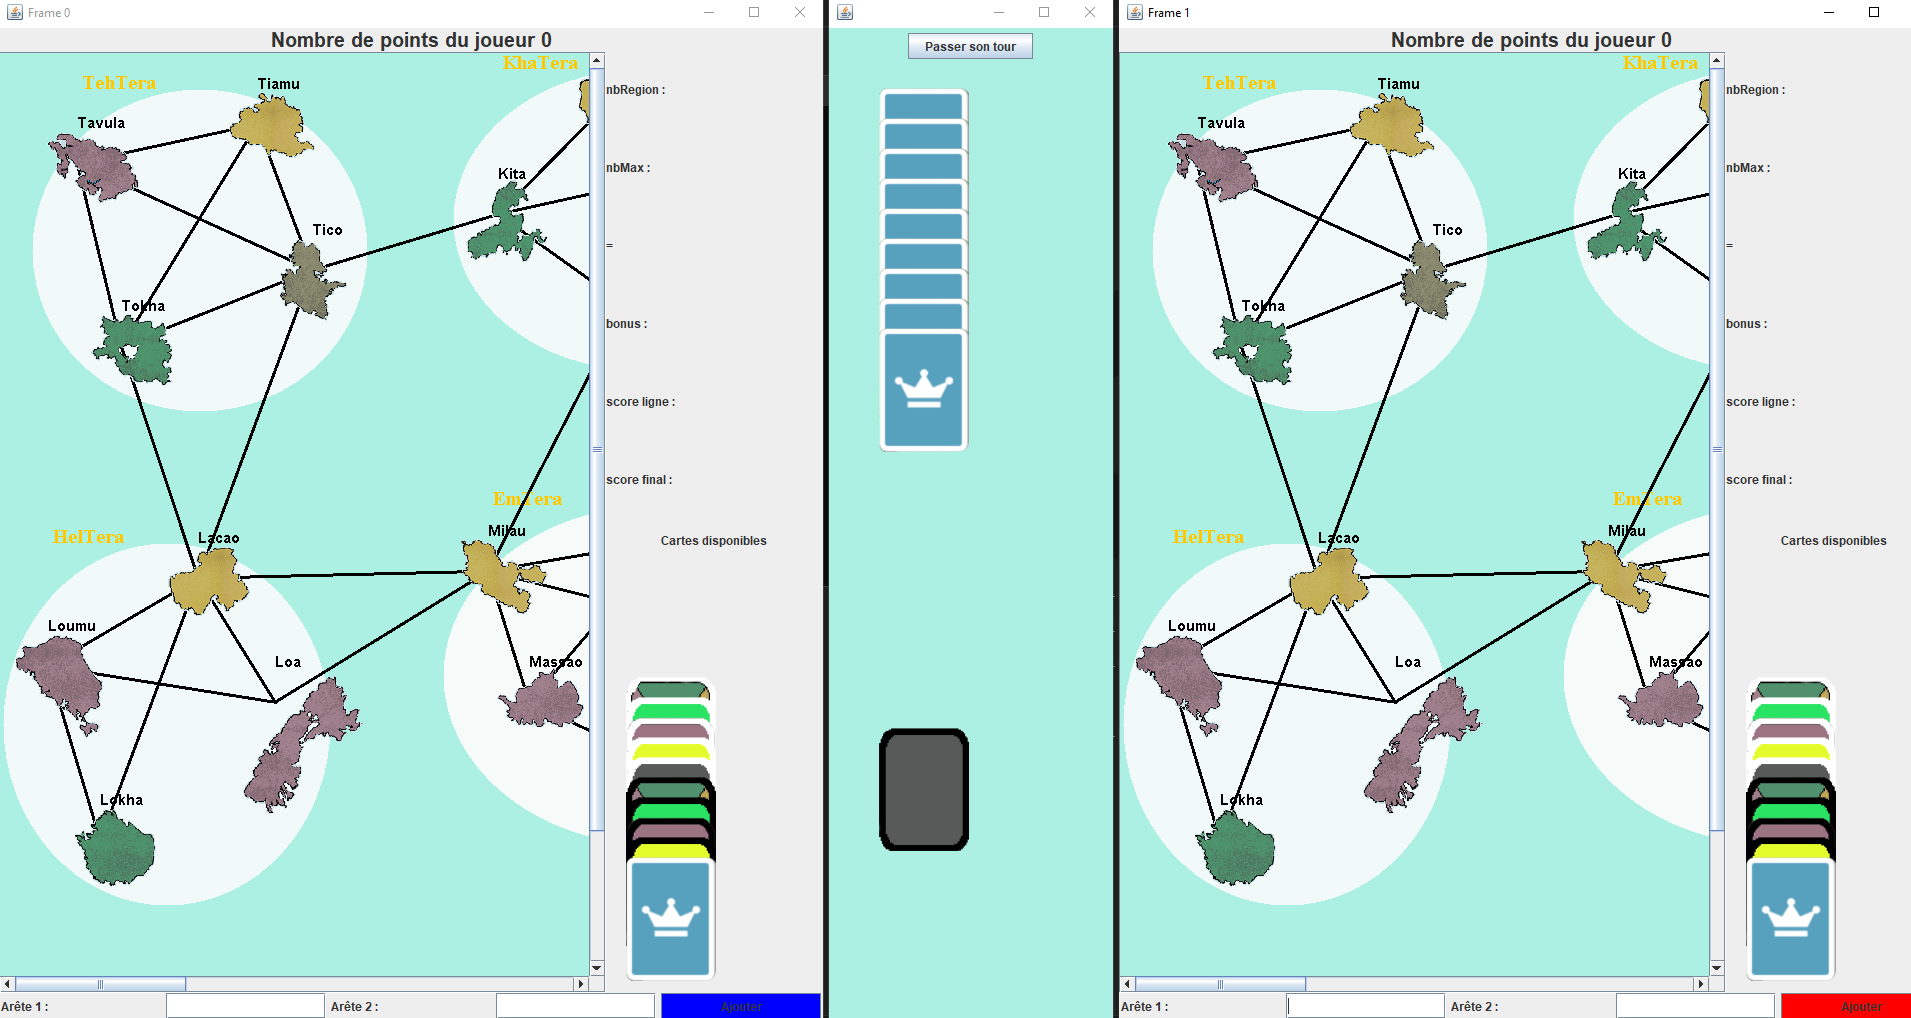 Frame 0
Nombre de points du joueur 0
KhaTera
TehTera
Tiamu
nbRegion :
Tavula
nbMax :
Kita
Tico
=
Tokha
bonus :
score ligne :
score final :
EmTera
Milau
HelTera
Lacao
Cartes disponibles
Loumu
Loa
Massao
Lokha
Arête 1 :
Arête 2 :
Ajouter
Passer son tour
Frame 1
Nombre de points du joueur 0
KhaTera
TehTera
Tiamu
nbRegion :
Tavula
nbMax :
Kita
Tico
=
Tokha
bonus :
score ligne :
score final :
EmTera
Milau
HelTera
Lacao
Cartes disponibles
Loumu
Loa
Massao
Lokha
Arête 1 :
Arête 2 :
Ajouter